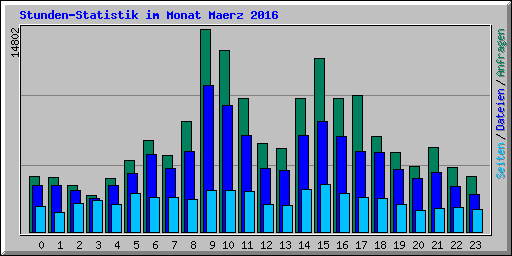 Stunden-Statistik im Monat Maerz 2016
14802
Seiten / Dateien / Anfragen
0 1 2 3 4 5 6 7 8 9 10 11 12 13 14 15 16 17 18 19 20 21 22 23